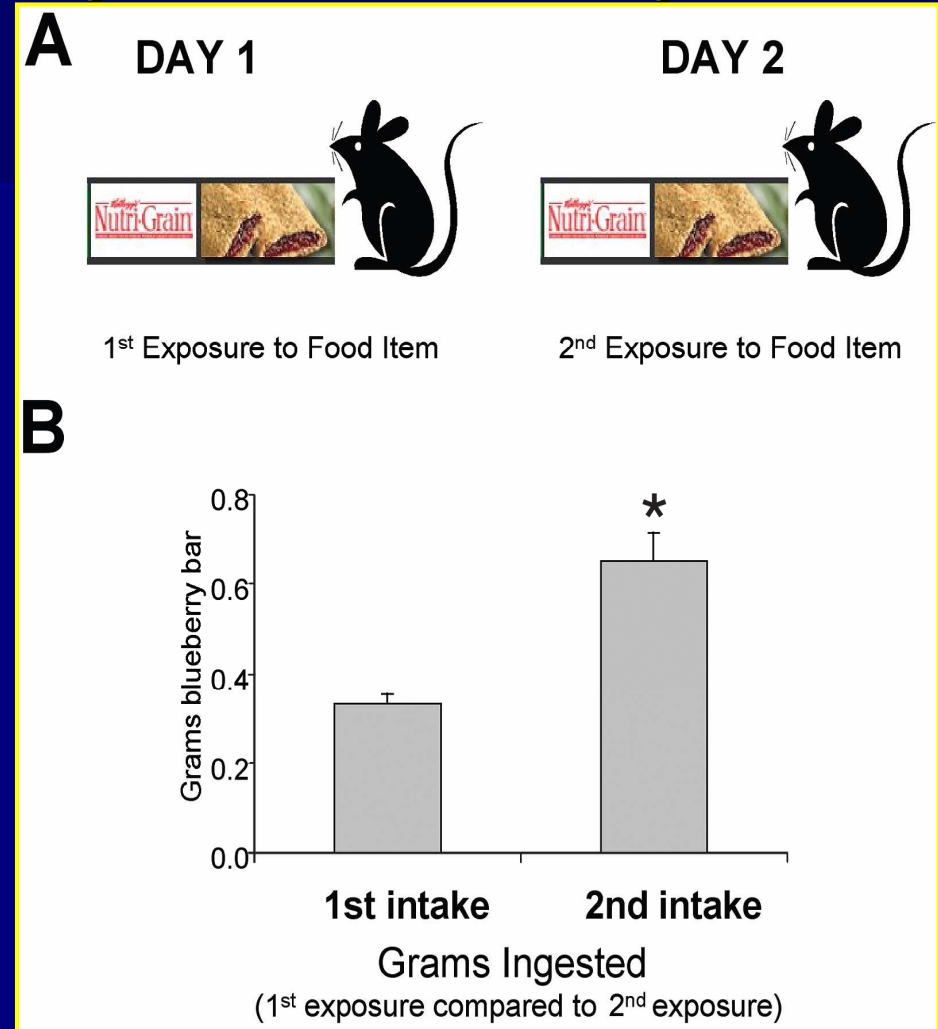 A
DAY 1
DAY 2
Kellogg's
Nutri-Grain
Kellogg's
Nutri-Grain
1st Exposure to Food Item
2nd Exposure to Food Item
B
0.8
0.6
0.4
0.2
0.0
Grams blueberry bar
*
1st intake
2nd intake
Grams Ingested
(1st exposure compared to 2nd exposure)